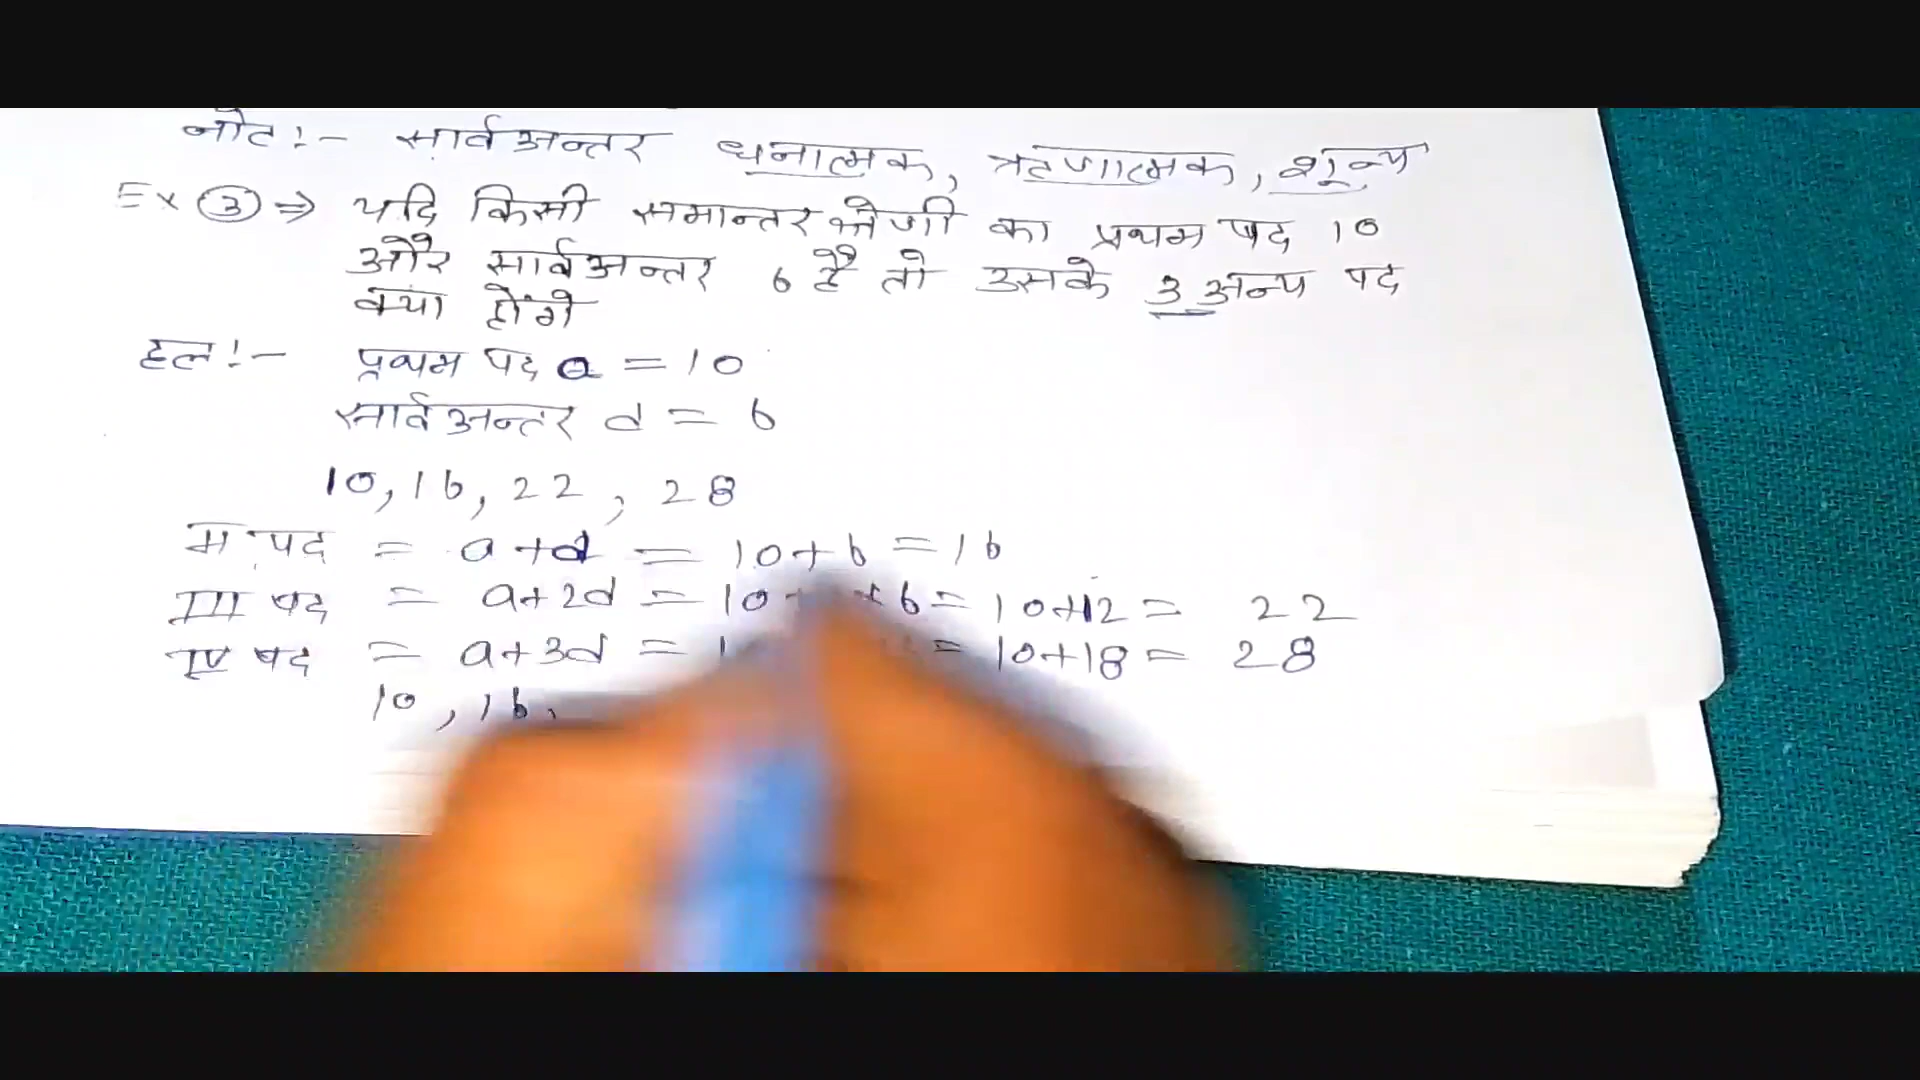 नोट!- सार्वअन्तर धनात्मक, ऋणात्मक, शून्य
Ex ③ ⇒ यदि किसी समान्तर श्रेणी का प्रथम पद 10
और सार्वअन्तर 6 है तो उसके 3 अन्य पद
क्या होंगे
हल!- प्रथम पद a = 10
सार्वअन्तर d = 6
10, 16, 22, 28
II पद = a+d = 10+6 = 16
III पद = a+2d = 10+ ×6 = 10+12 = 22
IV पद = a+3d = = 10+18 = 28
10, 16,